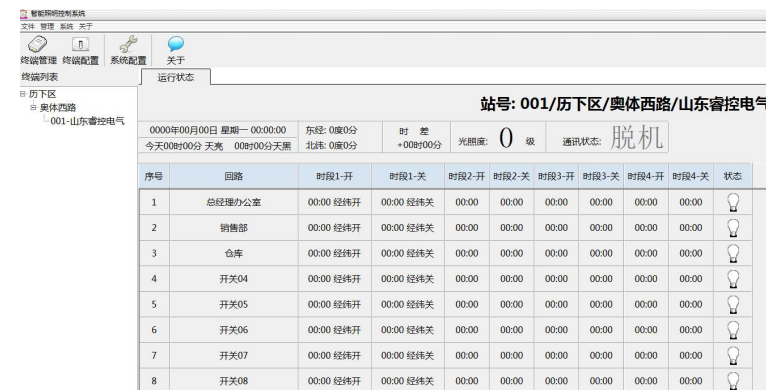 智能照明控制系统
文件 管理 系统 关于
终端管理 终端配置 系统配置 关于
终端列表
运行状态
历下区
奥体西路
001-山东睿控电气
站号: 001/历下区/奥体西路/山东睿控电气
0000年00月00日 星期一 00:00:00
今天00时00分 天亮 00时00分天黑
东经: 0度0分
北纬: 0度0分
时 差
+00时00分
光照度: 0 级
通讯状态: 脱机
序号 回路 时段1-开 时段1-关 时段2-开 时段2-关 时段3-开 时段3-关 时段4-开 时段4-关 状态
1 总经理办公室 00:00 经纬开 00:00 经纬关 00:00 00:00 00:00 00:00 00:00 00:00
2 销售部 00:00 经纬开 00:00 经纬关 00:00 00:00 00:00 00:00 00:00 00:00
3 仓库 00:00 经纬开 00:00 经纬关 00:00 00:00 00:00 00:00 00:00 00:00
4 开关04 00:00 经纬开 00:00 经纬关 00:00 00:00 00:00 00:00 00:00 00:00
5 开关05 00:00 经纬开 00:00 经纬关 00:00 00:00 00:00 00:00 00:00 00:00
6 开关06 00:00 经纬开 00:00 经纬关 00:00 00:00 00:00 00:00 00:00 00:00
7 开关07 00:00 经纬开 00:00 经纬关 00:00 00:00 00:00 00:00 00:00 00:00
8 开关08 00:00 经纬开 00:00 经纬关 00:00 00:00 00:00 00:00 00:00 00:00